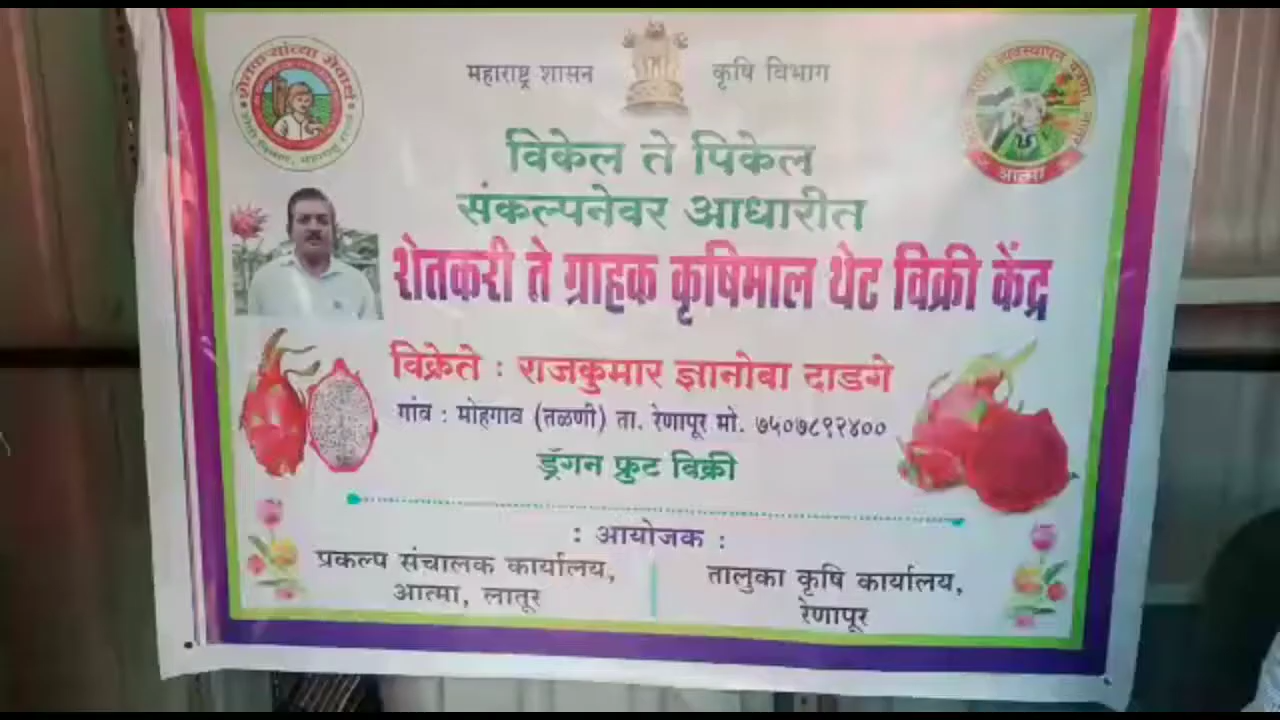 महाराष्ट्र शासन कृषि विभाग
विकेल ते पिकेल
संकल्पनेवर आधारीत
शेतकरी ते ग्राहक कृषिमाल थेट विक्री केंद्र
विक्रेते : राजकुमार ज्ञानोबा दाडगे
गांव : मोहगाव (तळणी) ता. रेणापूर मो. ७५०७८९२४००
ड्रॅगन फ्रुट विक्री
: आयोजक :
प्रकल्प संचालक कार्यालय,
आत्मा, लातूर
तालुका कृषि कार्यालय,
रेणापूर
आत्मा